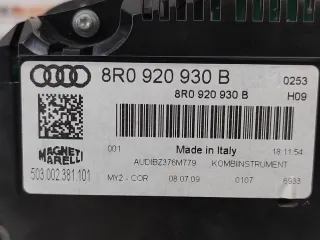 8R0 920 930 B
8R0 920 930 B
0253
H09
001
Made in Italy
18:11:54
MAGNETI
MARELLI
AUDIBZ376M779
KOMBIINSTRUMENT
503.002.381.101
MY2 - COR
08.07.09
0107
6933